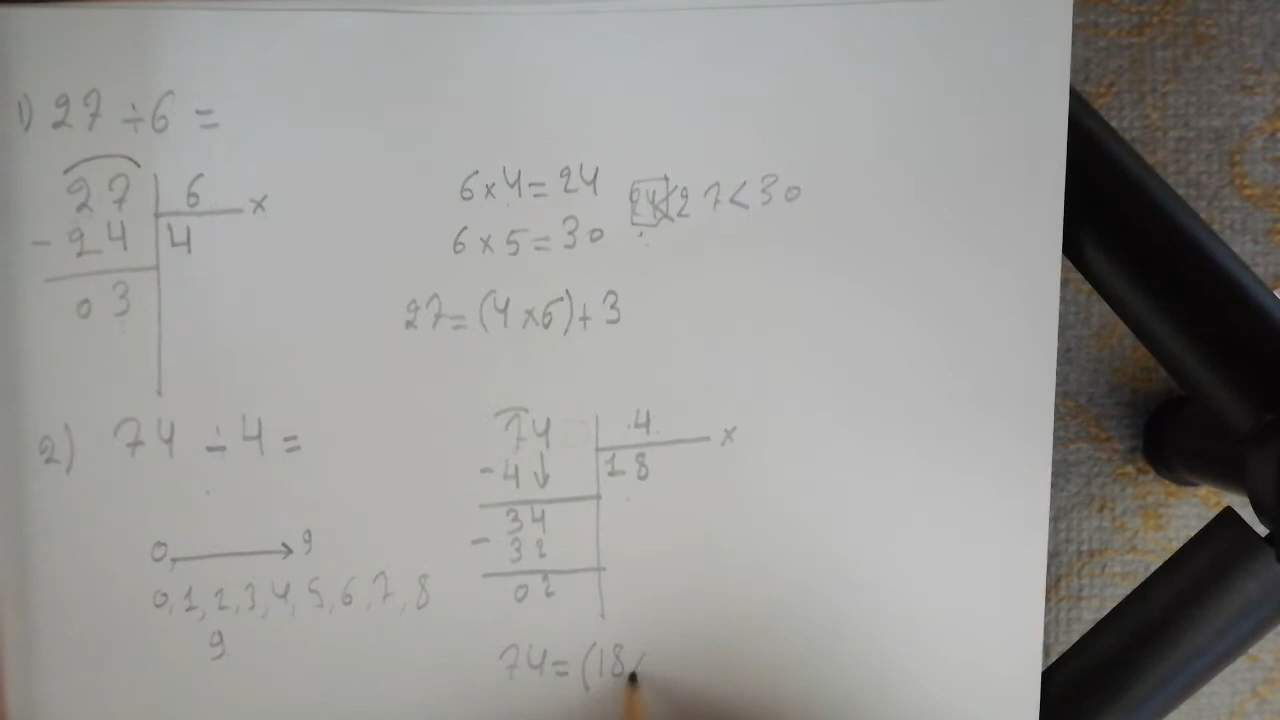 1) 27 ÷ 6 =
27 | 6 ×
- 24 | 4
03
6 × 4 = 24
6 × 5 = 30
24 < 27 < 30
27 = (4 × 6) + 3
2) 74 ÷ 4 =
74 | 4 ×
- 4 ↓ | 18
34
- 32
02
0, → 9
0, 1, 2, 3, 4, 5, 6, 7, 8
9
74 = (18